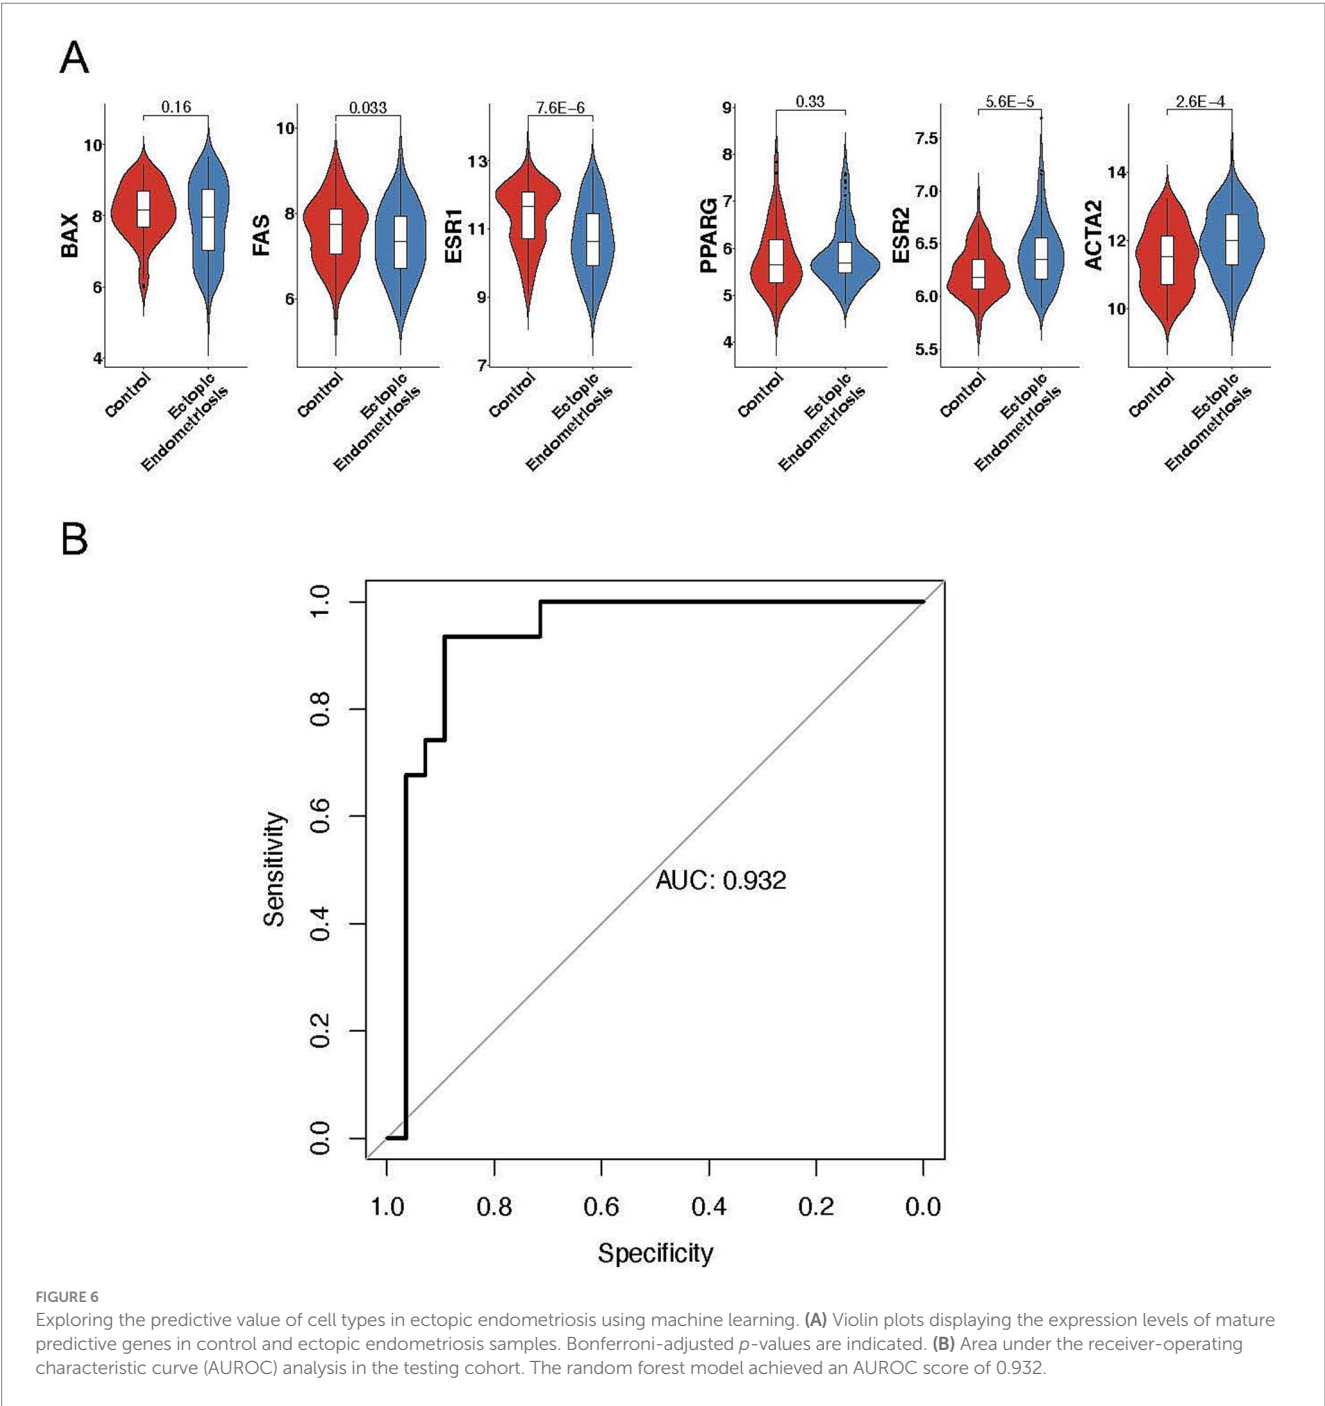 A
0.16
0.033
7.6E−6
0.33
5.6E−5
2.6E−4
BAX
10
8
6
4
Control
Ectopic
Endometriosis
FAS
10
8
6
Control
Ectopic
Endometriosis
ESR1
13
11
9
7
Control
Ectopic
Endometriosis
PPARG
9
8
7
6
5
4
Control
Ectopic
Endometriosis
ESR2
7.5
7.0
6.5
6.0
5.5
Control
Ectopic
Endometriosis
ACTA2
14
12
10
Control
Ectopic
Endometriosis
B
Sensitivity
1.0
0.8
0.6
0.4
0.2
0.0
AUC: 0.932
1.0 0.8 0.6 0.4 0.2 0.0
Specificity
FIGURE 6
Exploring the predictive value of cell types in ectopic endometriosis using machine learning. (A) Violin plots displaying the expression levels of mature
predictive genes in control and ectopic endometriosis samples. Bonferroni-adjusted p-values are indicated. (B) Area under the receiver-operating
characteristic curve (AUROC) analysis in the testing cohort. The random forest model achieved an AUROC score of 0.932.